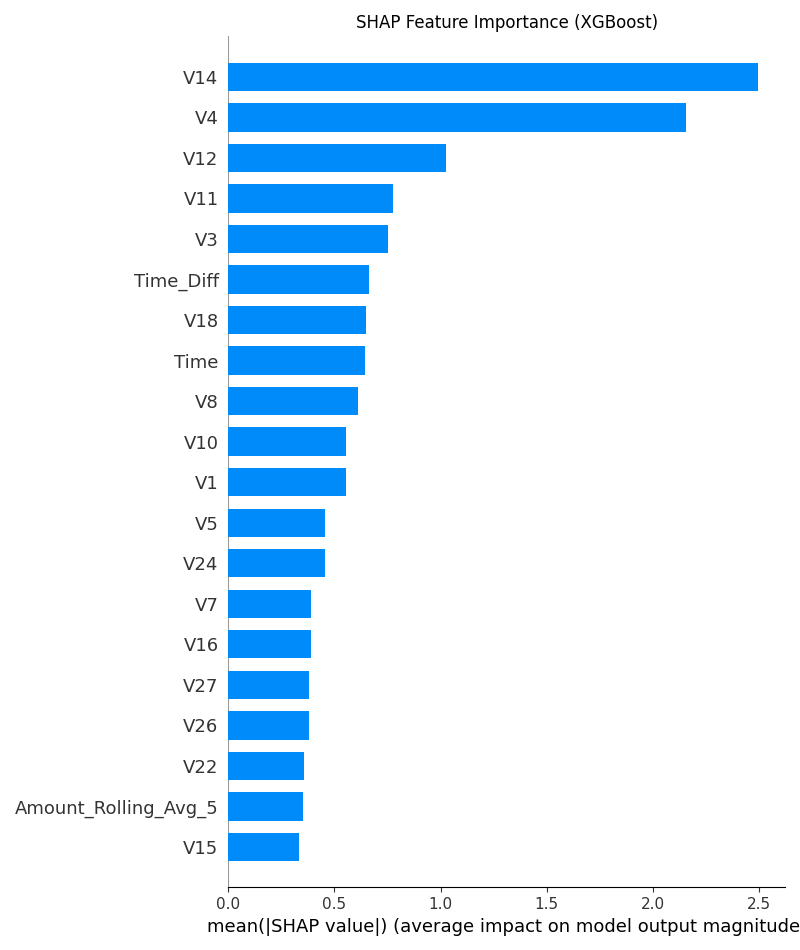 SHAP Feature Importance (XGBoost)
V14
V4
V12
V11
V3
Time_Diff
V18
Time
V8
V10
V1
V5
V24
V7
V16
V27
V26
V22
Amount_Rolling_Avg_5
V15
0.0 0.5 1.0 1.5 2.0 2.5
mean(|SHAP value|) (average impact on model output magnitude